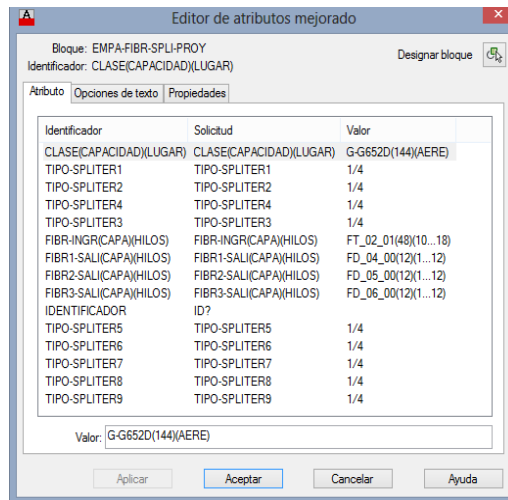 Editor de atributos mejorado
Bloque: EMPA-FIBR-SPLI-PROY
Designar bloque
Identificador: CLASE(CAPACIDAD)(LUGAR)
Atributo Opciones de texto Propiedades
Identificador Solicitud Valor
CLASE(CAPACIDAD)(LUGAR) CLASE(CAPACIDAD)(LUGAR) G-G652D(144)(AERE)
TIPO-SPLITER1 TIPO-SPLITER1 1/4
TIPO-SPLITER2 TIPO-SPLITER2 1/4
TIPO-SPLITER4 TIPO-SPLITER4 1/4
TIPO-SPLITER3 TIPO-SPLITER3 1/4
FIBR-INGR(CAPA)(HILOS) FIBR-INGR(CAPA)(HILOS) FT_02_01(48)(10...18)
FIBR1-SALI(CAPA)(HILOS) FIBR1-SALI(CAPA)(HILOS) FD_04_00(12)(1...12)
FIBR2-SALI(CAPA)(HILOS) FIBR2-SALI(CAPA)(HILOS) FD_05_00(12)(1...12)
FIBR3-SALI(CAPA)(HILOS) FIBR3-SALI(CAPA)(HILOS) FD_06_00(12)(1...12)
IDENTIFICADOR ID?
TIPO-SPLITER5 TIPO-SPLITER5 1/4
TIPO-SPLITER6 TIPO-SPLITER6 1/4
TIPO-SPLITER7 TIPO-SPLITER7 1/4
TIPO-SPLITER8 TIPO-SPLITER8 1/4
TIPO-SPLITER9 TIPO-SPLITER9 1/4
Valor: G-G652D(144)(AERE)
Aplicar Aceptar Cancelar Ayuda